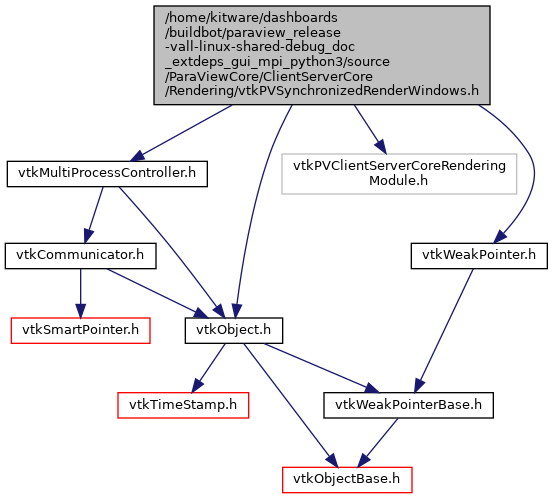 /home/kitware/dashboards
/buildbot/paraview_release
-vall-linux-shared-debug_doc
_extdeps_gui_mpi_python3/source
/ParaViewCore/ClientServerCore
/Rendering/vtkPVSynchronizedRenderWindows.h
vtkMultiProcessController.h
vtkPVClientServerCoreRendering
Module.h
vtkCommunicator.h
vtkWeakPointer.h
vtkSmartPointer.h
vtkObject.h
vtkTimeStamp.h
vtkWeakPointerBase.h
vtkObjectBase.h